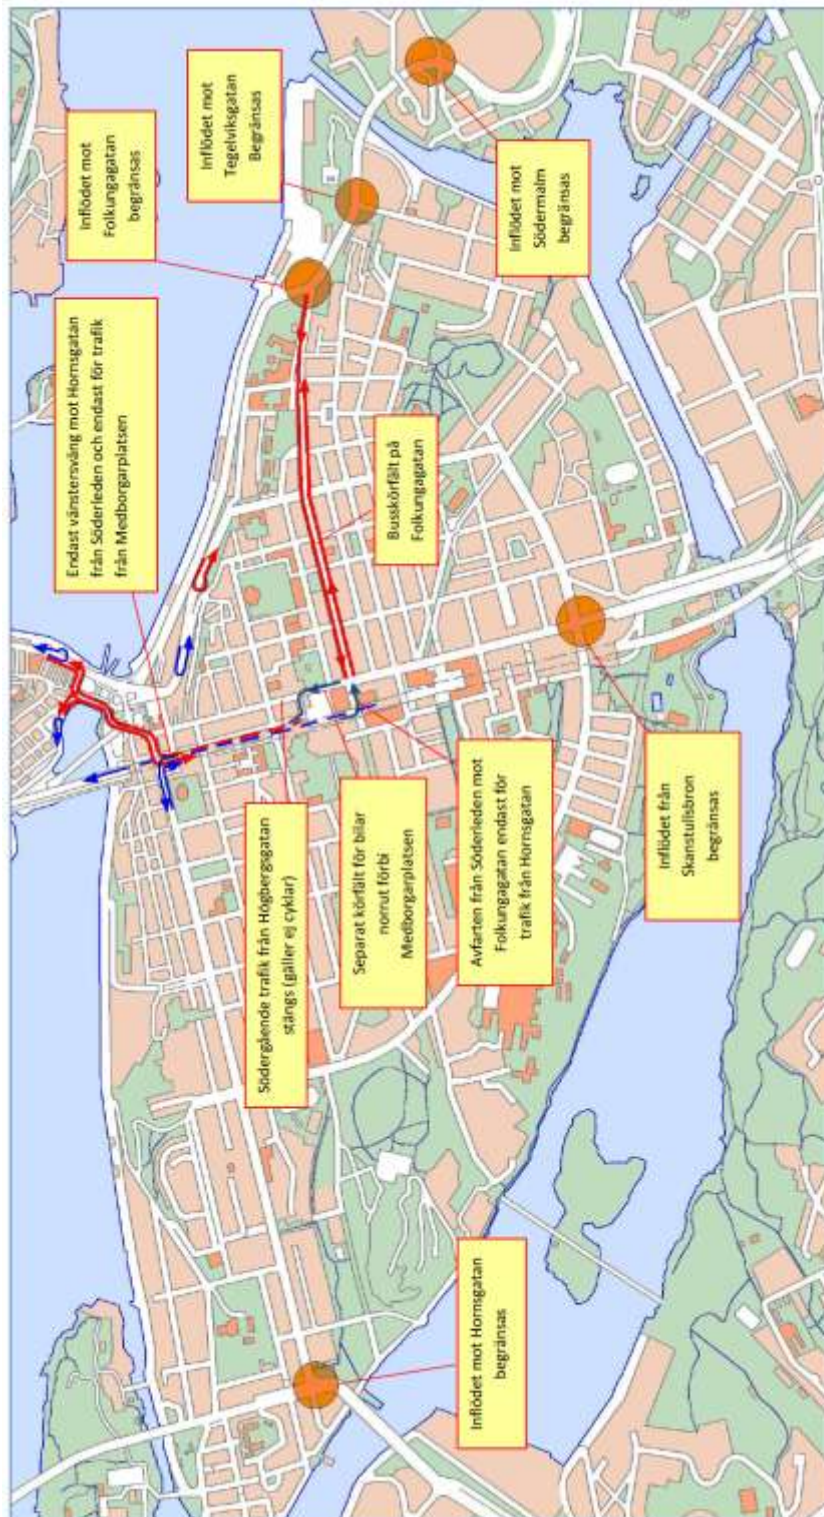 Inflödet mot
Folkungagatan
begränsas
Inflödet mot
Tegelviksgatan
Begränsas
Inflödet mot
Södermalm
begränsas
Endast vänstersväng mot Hornsgatan
från Söderleden och endast för trafik
från Medborgarplatsen
Busskörfält på
Folkungagatan
Södergående trafik från Högbergsgatan
stängs (gäller ej cyklar)
Separat körfält för bilar
norrut förbi
Medborgarplatsen
Avfarten från Söderleden mot
Folkungagatan endast för
trafik från Hornsgatan
Inflödet från
Skanstullsbron
begränsas
Inflödet mot Hornsgatan
begränsas